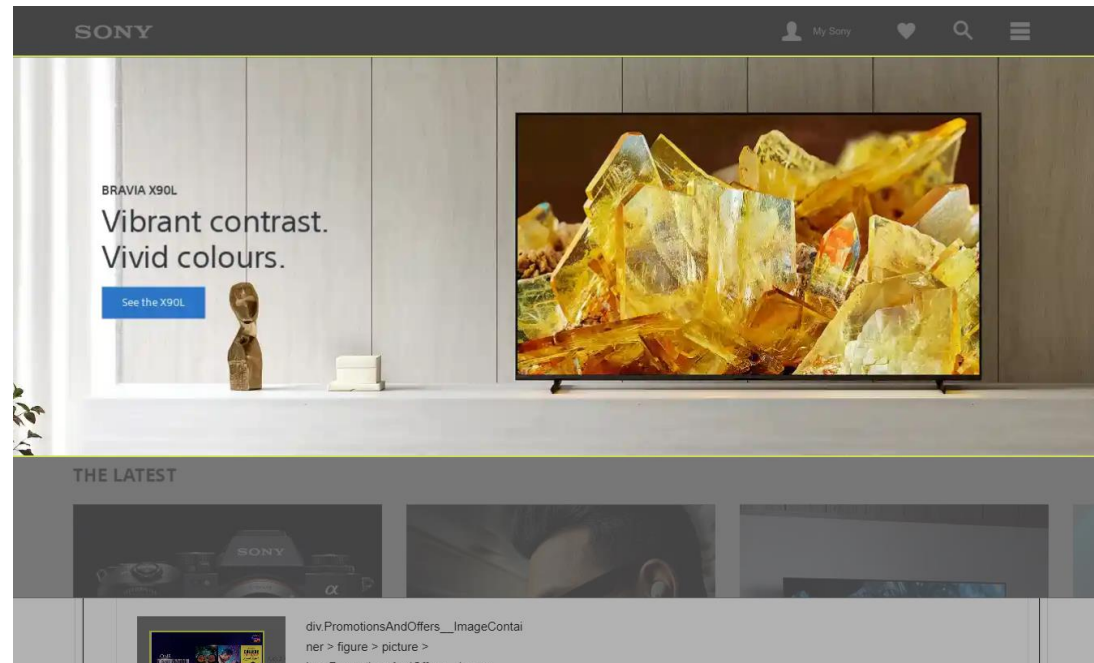 SONY
My Sony
BRAVIA X90L
Vibrant contrast.
Vivid colours.
See the X90L
THE LATEST
SONY
α
div.PromotionsAndOffers__ImageContai
ner > figure > picture >